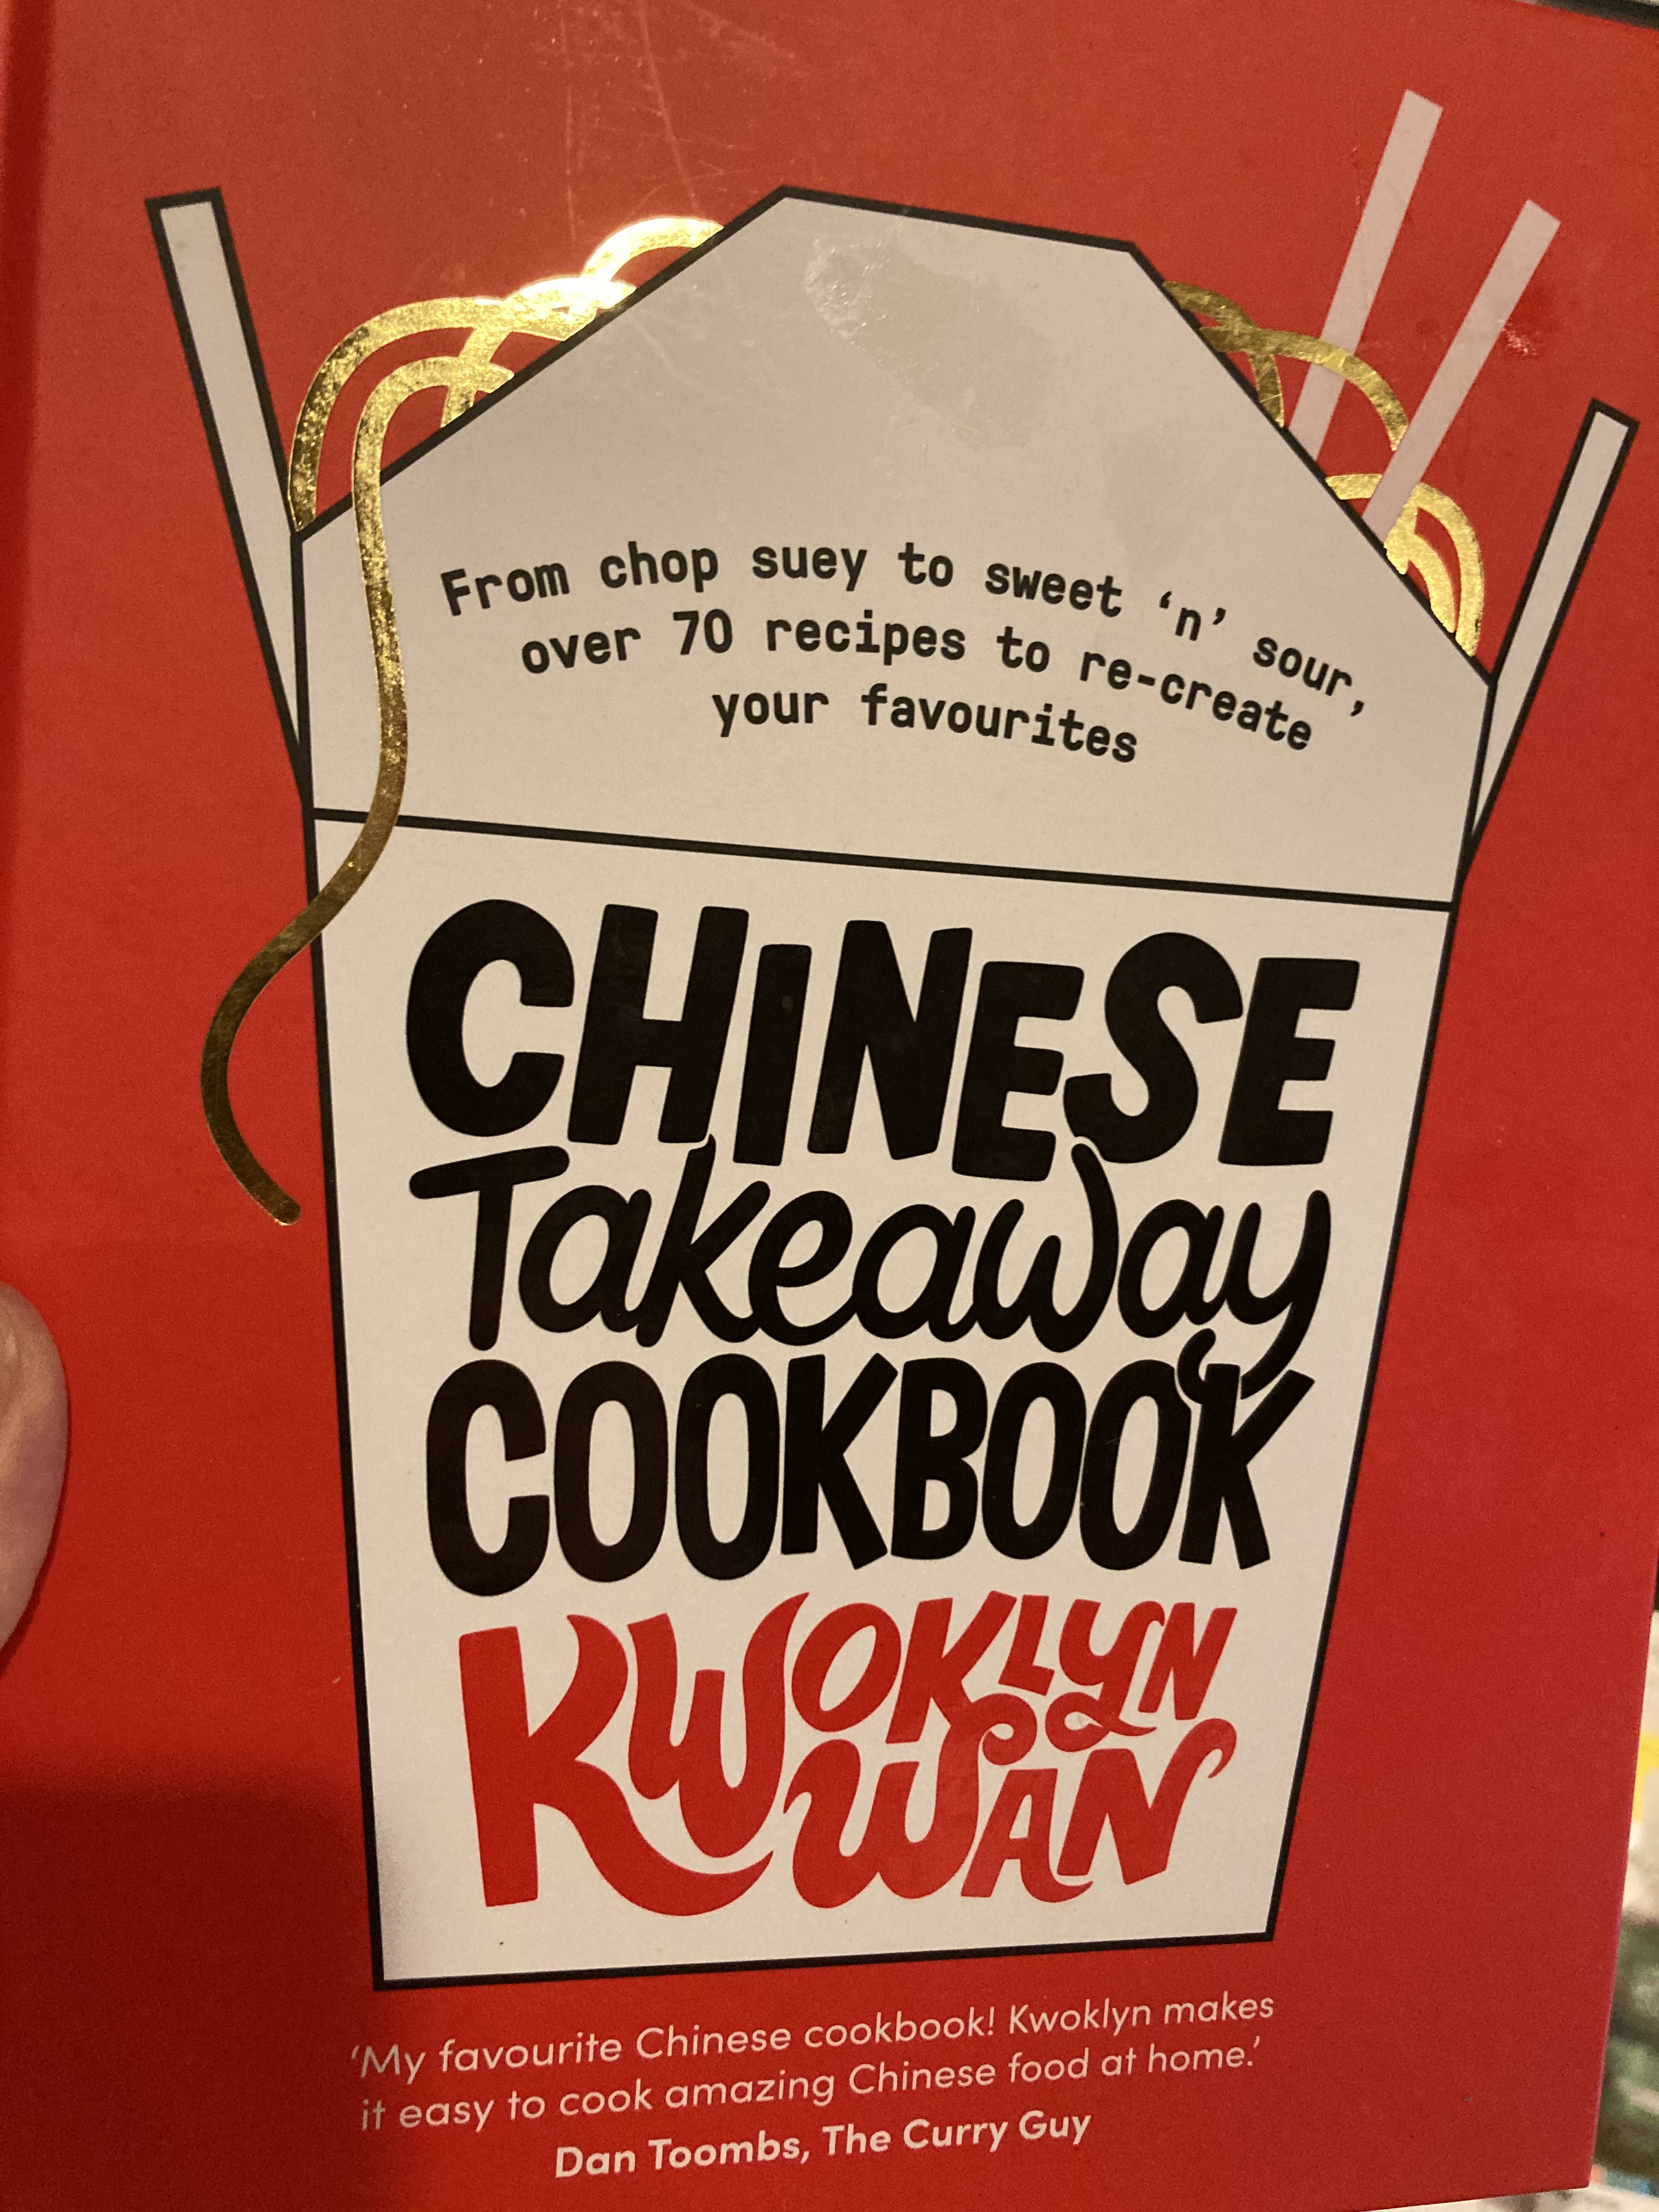 From chop suey to sweet ‘n’ sour,
over 70 recipes to re-create
your favourites
CHINESE
Takeaway
COOKBOOK
KWOKLYN
WAN
‘My favourite Chinese cookbook! Kwoklyn makes
it easy to cook amazing Chinese food at home.’
Dan Toombs, The Curry Guy